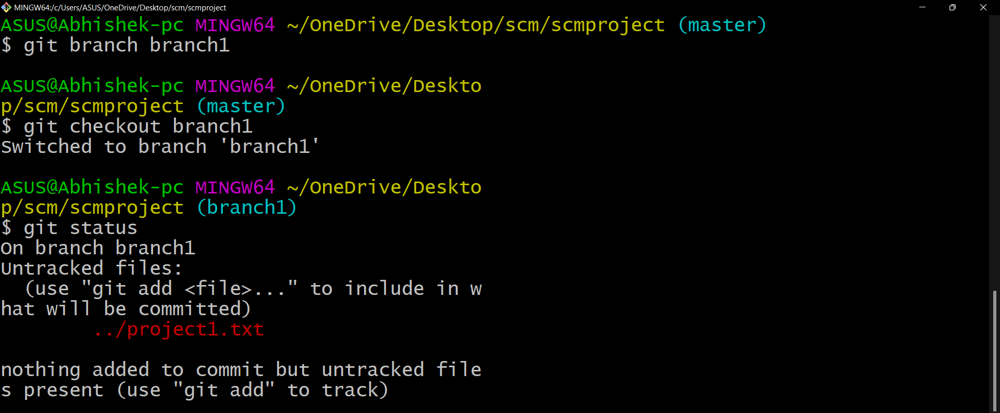 MINGW64:/c/Users/ASUS/OneDrive/Desktop/scm/scmproject
ASUS@Abhishek-pc MINGW64 ~/OneDrive/Desktop/scm/scmproject (master)
$ git branch branch1
ASUS@Abhishek-pc MINGW64 ~/OneDrive/Deskto
p/scm/scmproject (master)
$ git checkout branch1
Switched to branch 'branch1'
ASUS@Abhishek-pc MINGW64 ~/OneDrive/Deskto
p/scm/scmproject (branch1)
$ git status
On branch branch1
Untracked files:
  (use "git add <file>..." to include in w
hat will be committed)
        ../project1.txt
nothing added to commit but untracked file
s present (use "git add" to track)